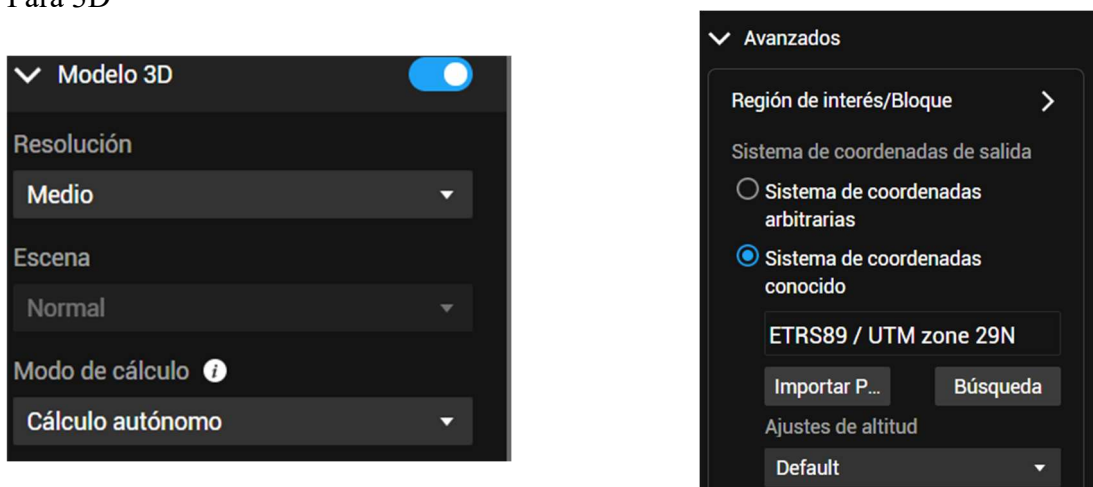 Para 3D
Modelo 3D
Resolución
Medio
Escena
Normal
Modo de cálculo
Cálculo autónomo
Avanzados
Región de interés/Bloque
Sistema de coordenadas de salida
Sistema de coordenadas
arbitrarias
Sistema de coordenadas
conocido
ETRS89 / UTM zone 29N
Importar P...
Búsqueda
Ajustes de altitud
Default